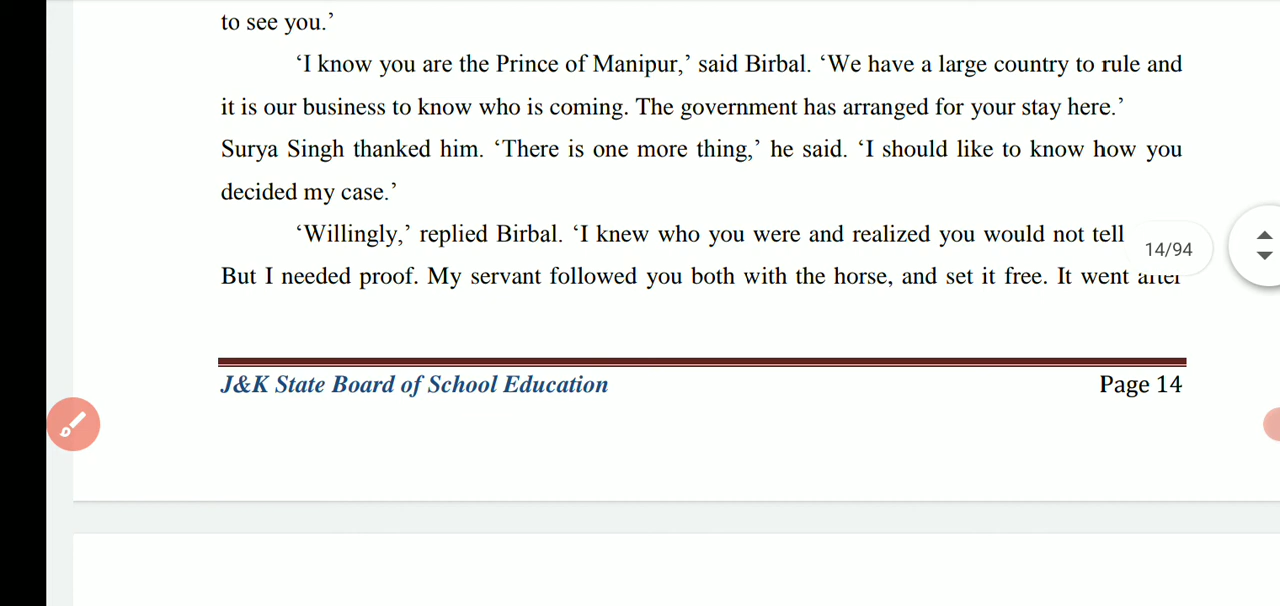 to see you.’
‘I know you are the Prince of Manipur,’ said Birbal. ‘We have a large country to rule and
it is our business to know who is coming. The government has arranged for your stay here.’
Surya Singh thanked him. ‘There is one more thing,’ he said. ‘I should like to know how you
decided my case.’
‘Willingly,’ replied Birbal. ‘I knew who you were and realized you would not tell
14/94
But I needed proof. My servant followed you both with the horse, and set it free. It went after
J&K State Board of School Education
Page 14